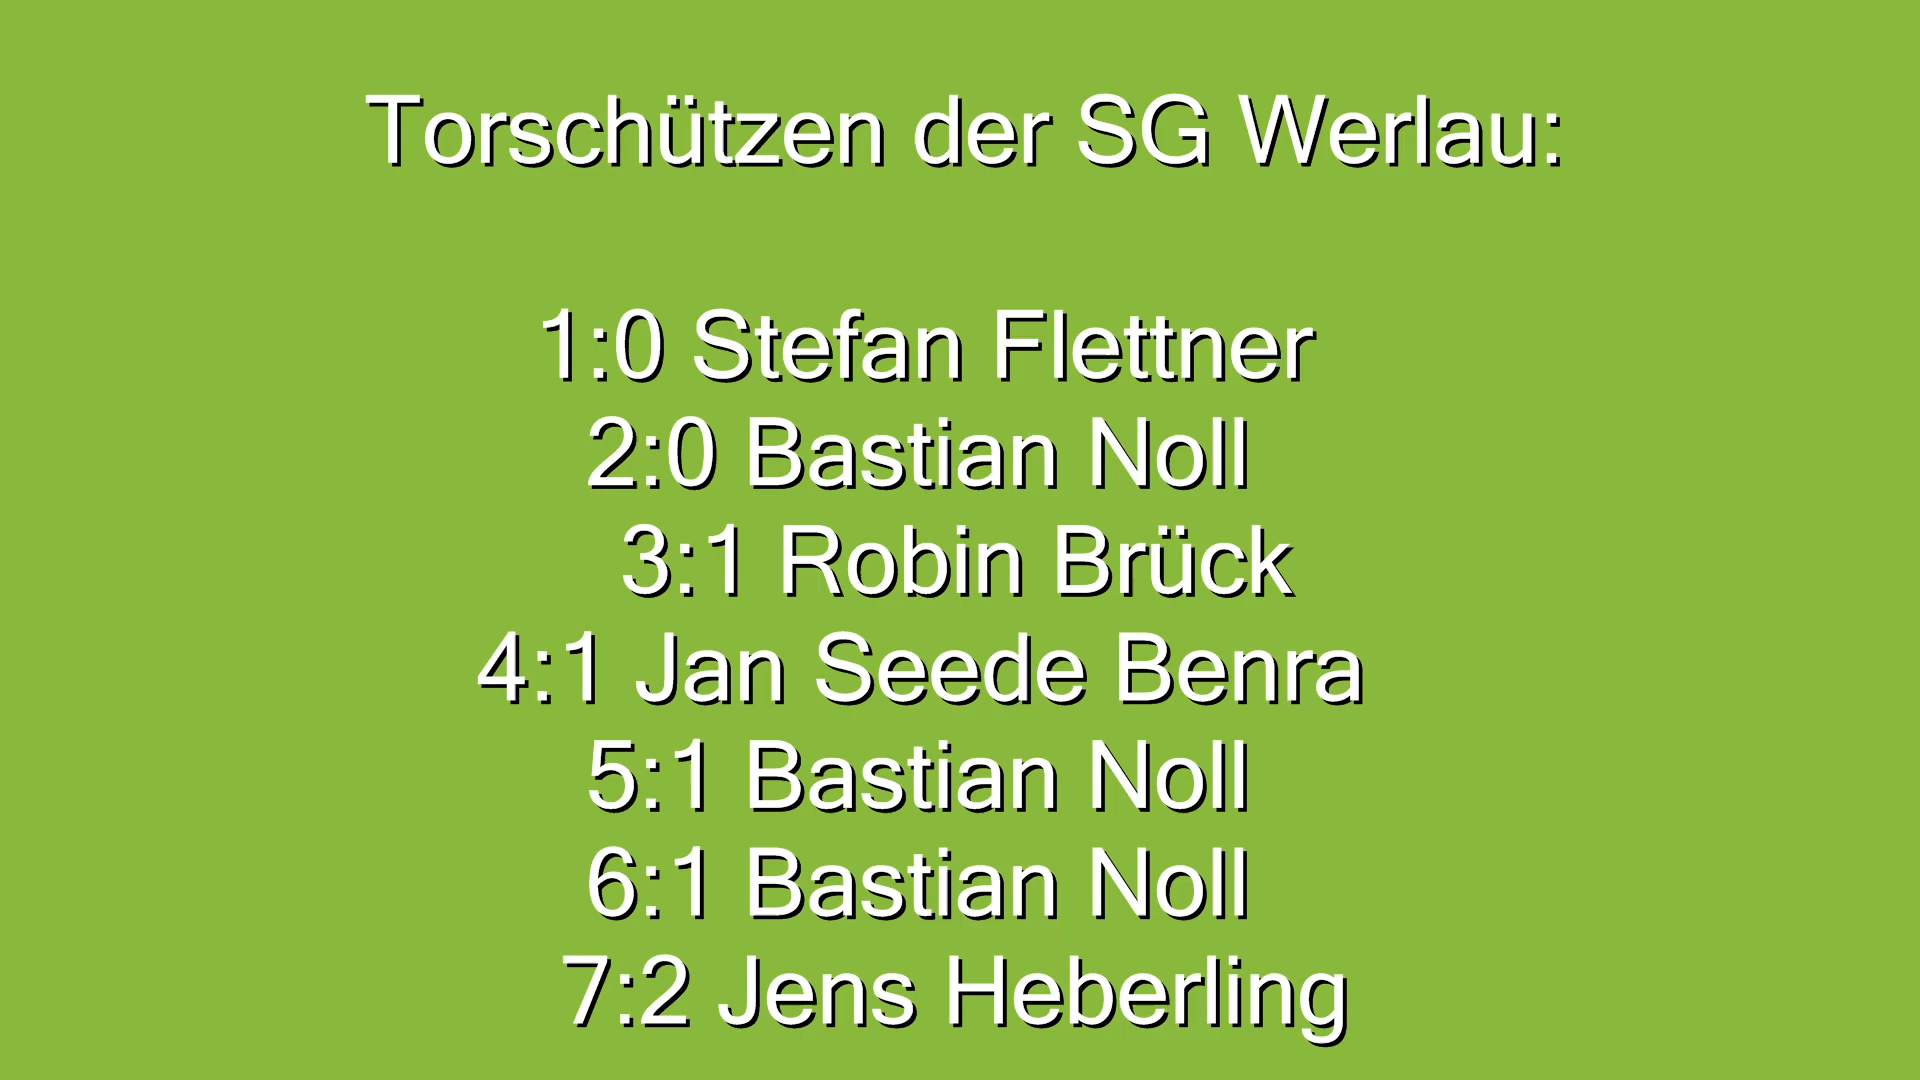 Torschützen der SG Werlau:
1:0 Stefan Flettner
2:0 Bastian Noll
3:1 Robin Brück
4:1 Jan Seede Benra
5:1 Bastian Noll
6:1 Bastian Noll
7:2 Jens Heberling